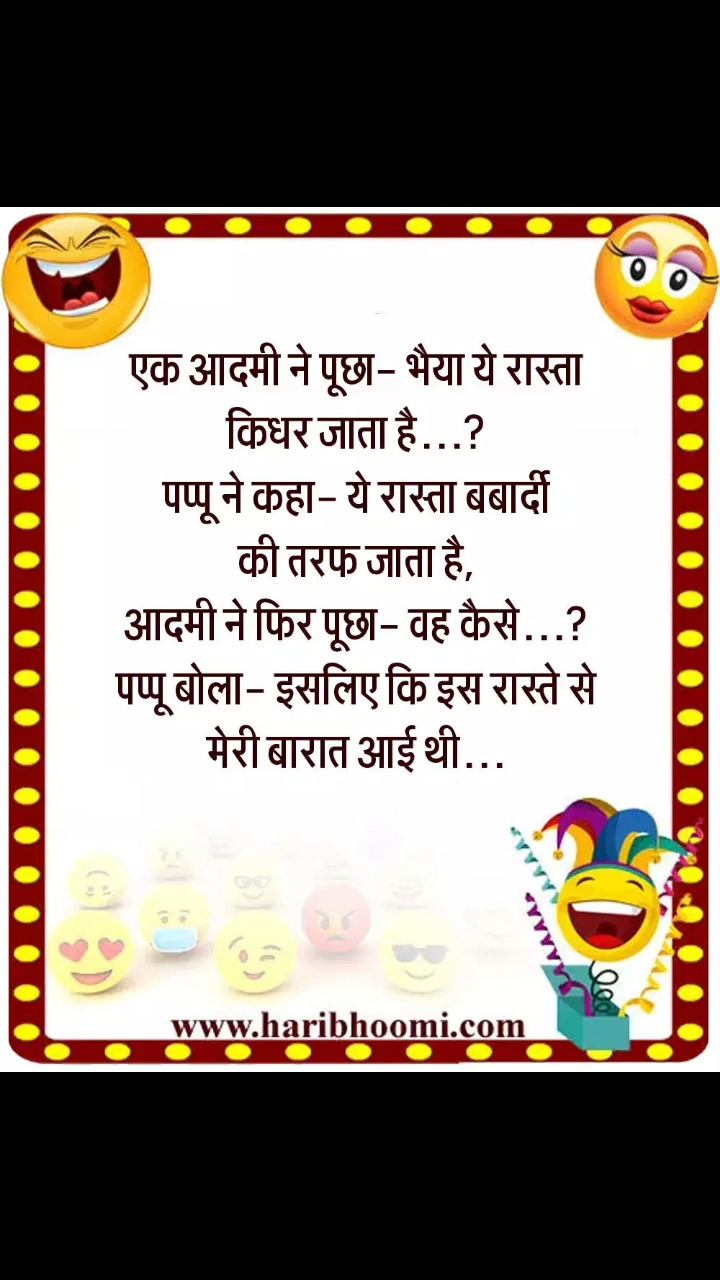 एक आदमी ने पूछा– भैया ये रास्ता
किधर जाता है...?
पप्पू ने कहा– ये रास्ता बबार्दी
की तरफ जाता है,
आदमी ने फिर पूछा– वह कैसे...?
पप्पू बोला– इसलिए कि इस रास्ते से
मेरी बारात आई थी...
www.haribhoomi.com